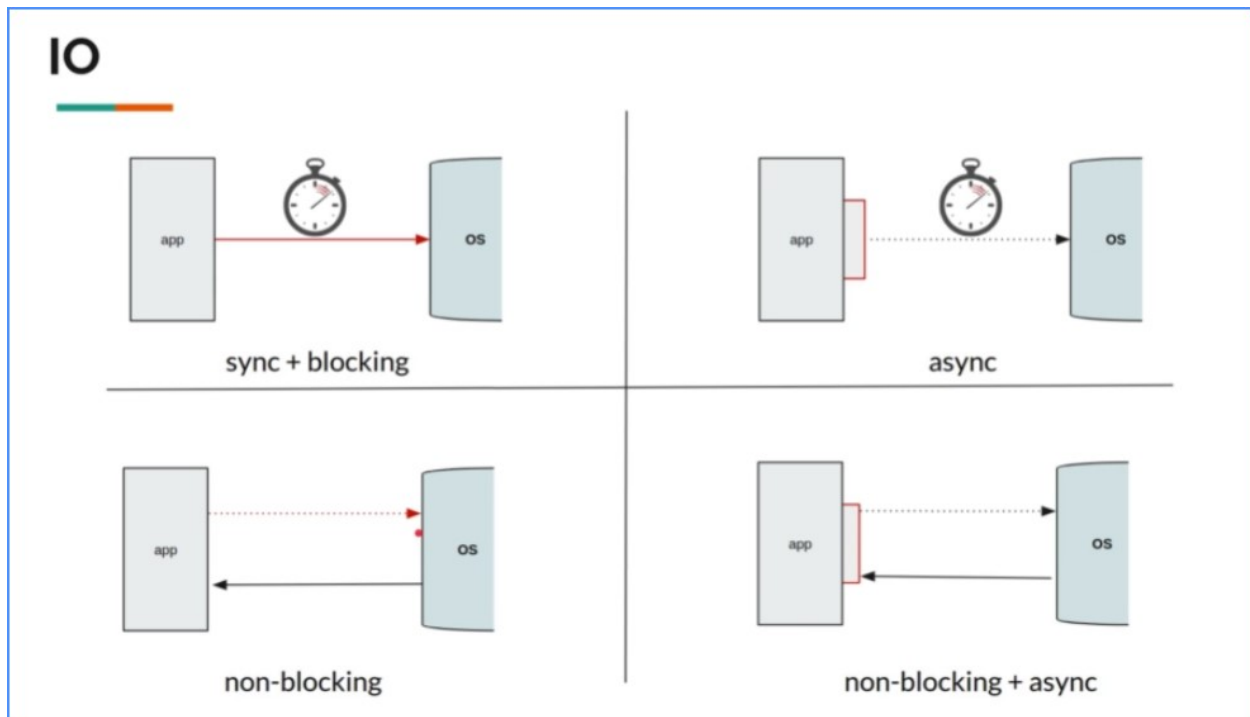 IO
app
OS
sync + blocking
app
OS
async
app
OS
non-blocking
app
OS
non-blocking + async